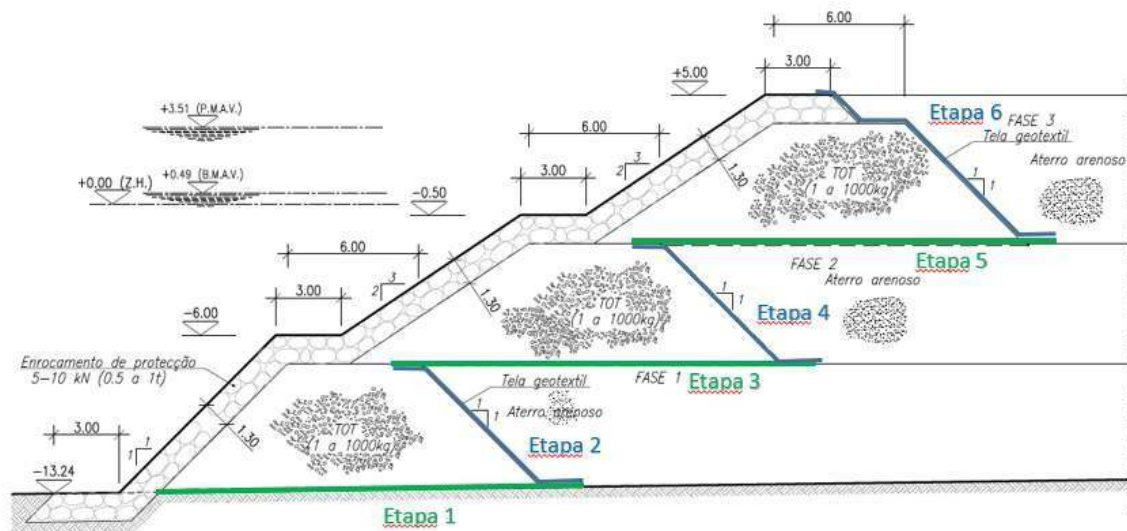 6.00
3.00
+5.00
Etapa 6
FASE 3
Tela geotextil
Aterro arenoso
+3.51 (P.M.A.V.)
6.00
3
2
3.00
1.30
TOT
(1 a 1000kg)
1
1
+0.49 (B.M.A.V.)
+0.00 (Z.H.)
-0.50
Etapa 5
6.00
3
2
3.00
1.30
FASE 2
Aterro arenoso
TOT
(1 a 1000kg)
1
1
Etapa 4
-6.00
Enrocamento de protecção
5-10 kN (0.5 a 1t)
FASE 1
Etapa 3
Tela geotextil
1
1
Aterro arenoso
TOT
(1 a 1000kg)
Etapa 2
3.00
1
1
1.30
-13.24
Etapa 1